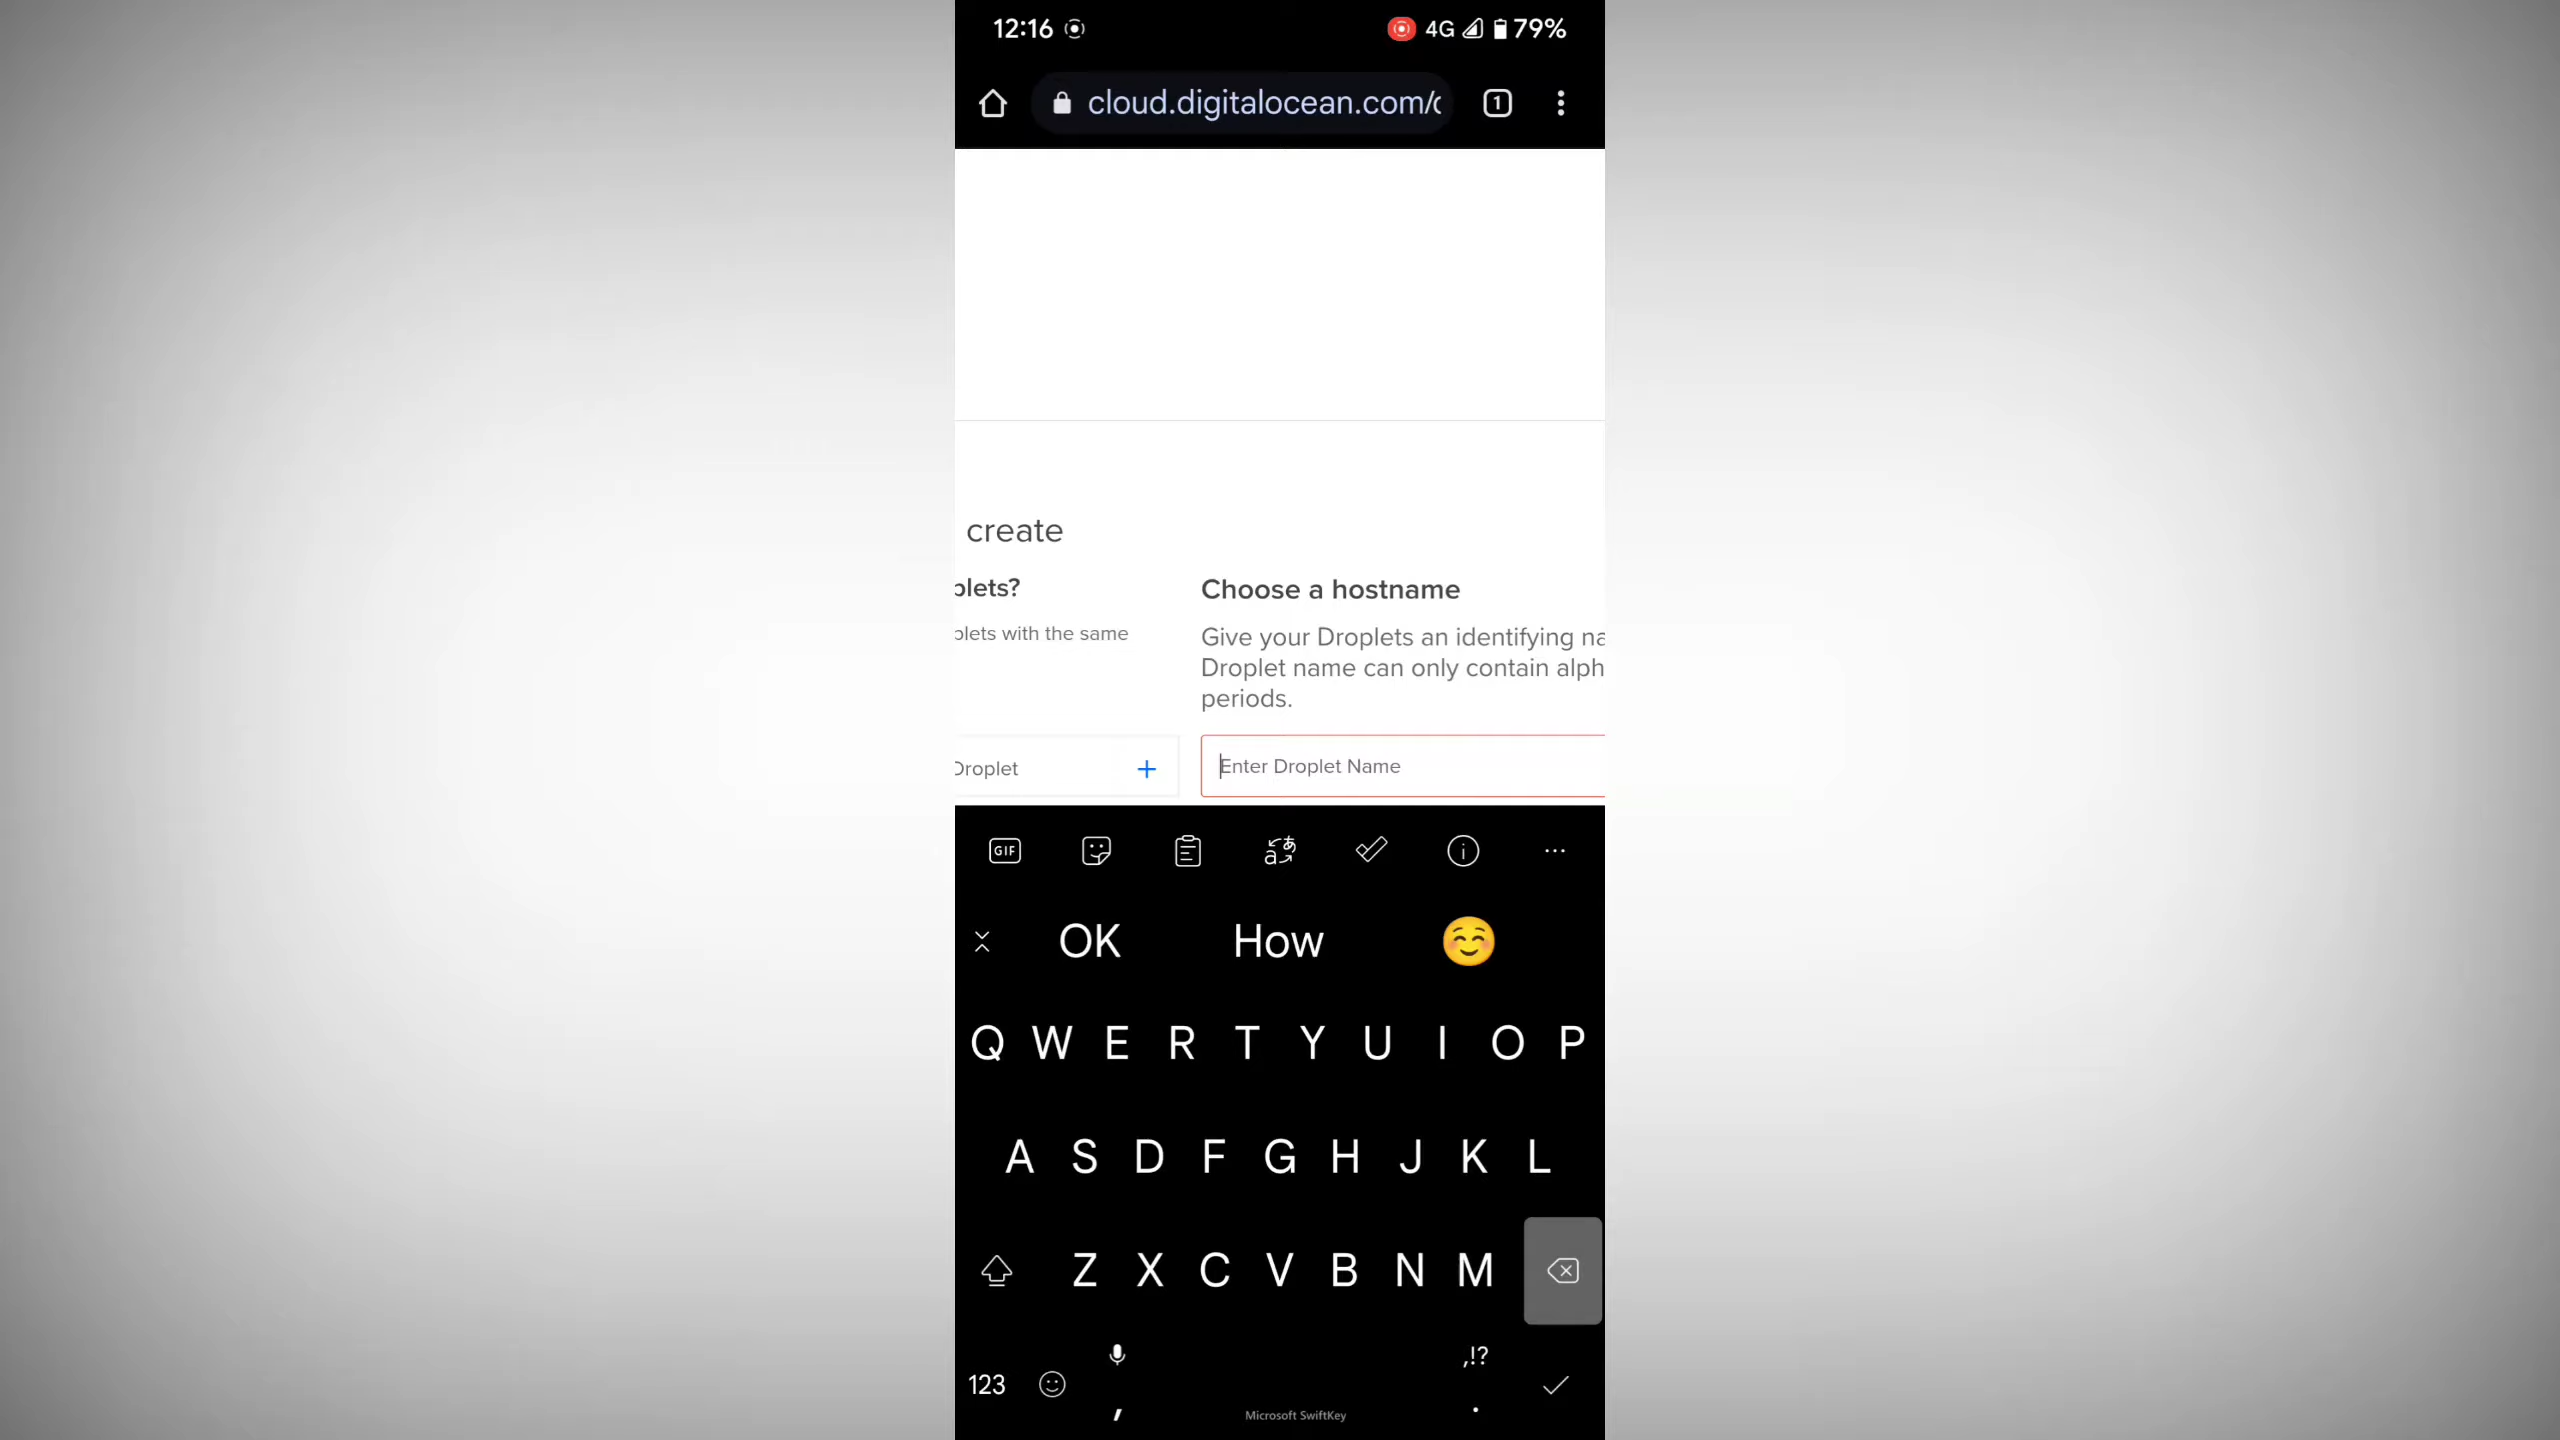 12:16 4G 79%
cloud.digitalocean.com/c
1
create
plets?
plets with the same
Droplet +
Choose a hostname
Give your Droplets an identifying na
Droplet name can only contain alph
periods.
Enter Droplet Name
GIF
OK How
Q W E R T Y U I O P
A S D F G H J K L
Z X C V B N M
,!?
123 , .
Microsoft SwiftKey